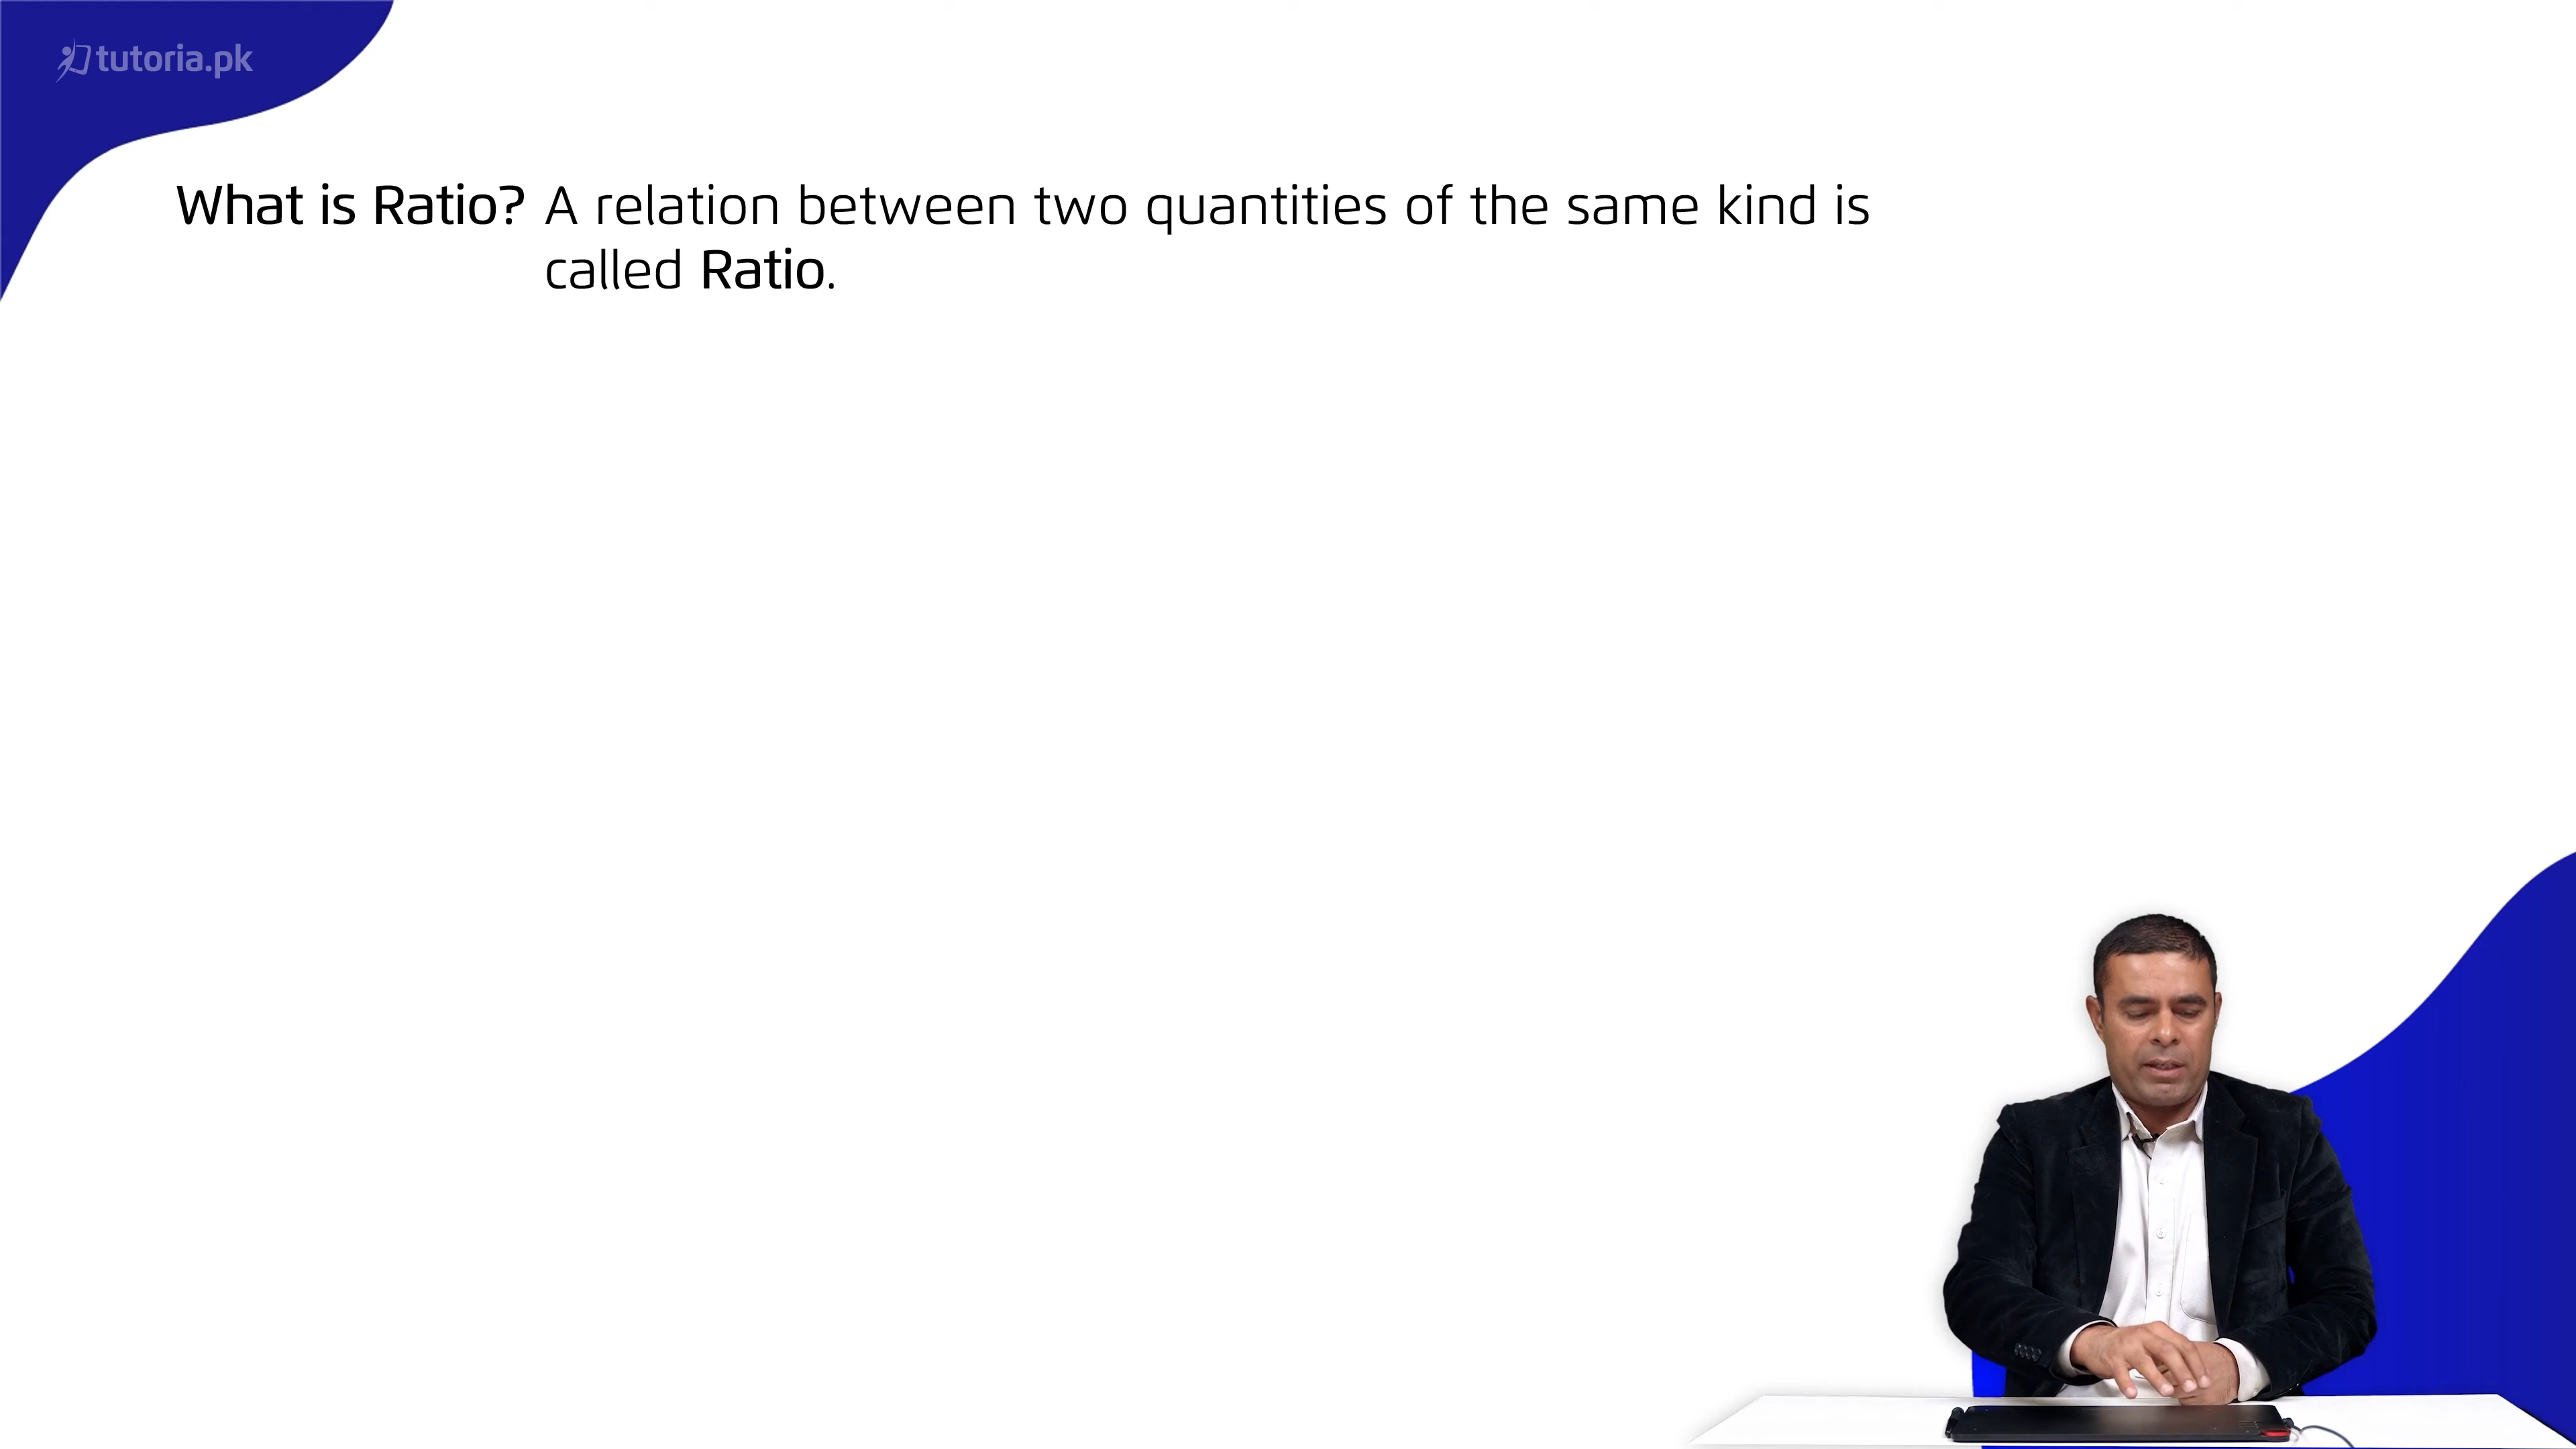 tutoria.pk
What is Ratio? A relation between two quantities of the same kind is
called Ratio.